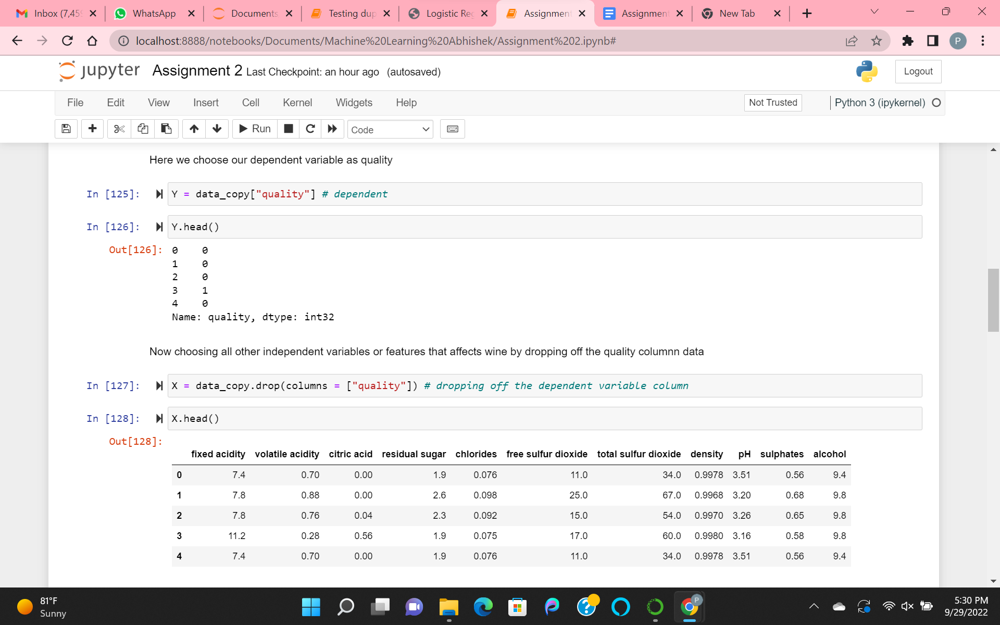 Inbox (7,459
WhatsApp
Documents
Testing dup
Logistic Reg
Assignment
Assignment
New Tab
localhost:8888/notebooks/Documents/Machine%20Learning%20Abhishek/Assignment%202.ipynb#
P
jupyter Assignment 2 Last Checkpoint: an hour ago (autosaved)
Logout
File Edit View Insert Cell Kernel Widgets Help
Not Trusted
Python 3 (ipykernel)
Run
Code
Here we choose our dependent variable as quality
In [125]: Y = data_copy["quality"] # dependent
In [126]: Y.head()
Out[126]: 0 0
1 0
2 0
3 1
4 0
Name: quality, dtype: int32
Now choosing all other independent variables or features that affects wine by dropping off the quality columnn data
In [127]: X = data_copy.drop(columns = ["quality"]) # dropping off the dependent variable column
In [128]: X.head()
Out[128]:
fixed acidity volatile acidity citric acid residual sugar chlorides free sulfur dioxide total sulfur dioxide density pH sulphates alcohol
0 7.4 0.70 0.00 1.9 0.076 11.0 34.0 0.9978 3.51 0.56 9.4
1 7.8 0.88 0.00 2.6 0.098 25.0 67.0 0.9968 3.20 0.68 9.8
2 7.8 0.76 0.04 2.3 0.092 15.0 54.0 0.9970 3.26 0.65 9.8
3 11.2 0.28 0.56 1.9 0.075 17.0 60.0 0.9980 3.16 0.58 9.8
4 7.4 0.70 0.00 1.9 0.076 11.0 34.0 0.9978 3.51 0.56 9.4
81°F
Sunny
P
5:30 PM
9/29/2022